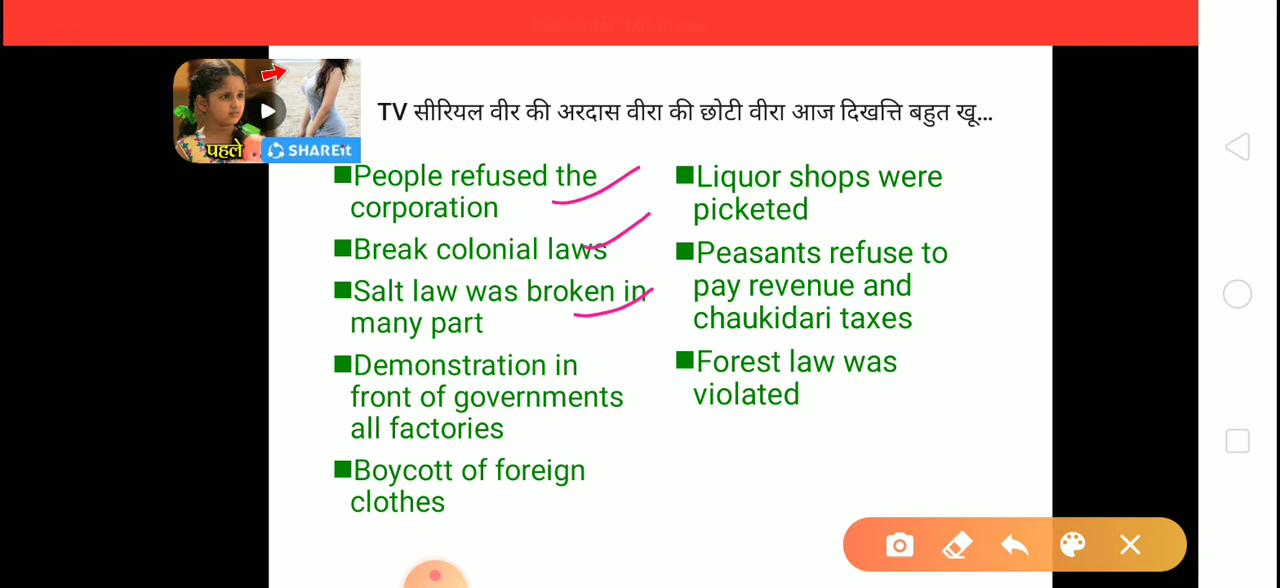 TV सीरियल वीर की अरदास वीरा की छोटी वीरा आज दिखत्ति बहुत खू...
पहले
SHAREit
■People refused the
corporation
■Break colonial laws
■Salt law was broken in
many part
■Demonstration in
front of governments
all factories
■Boycott of foreign
clothes
■Liquor shops were
picketed
■Peasants refuse to
pay revenue and
chaukidari taxes
■Forest law was
violated